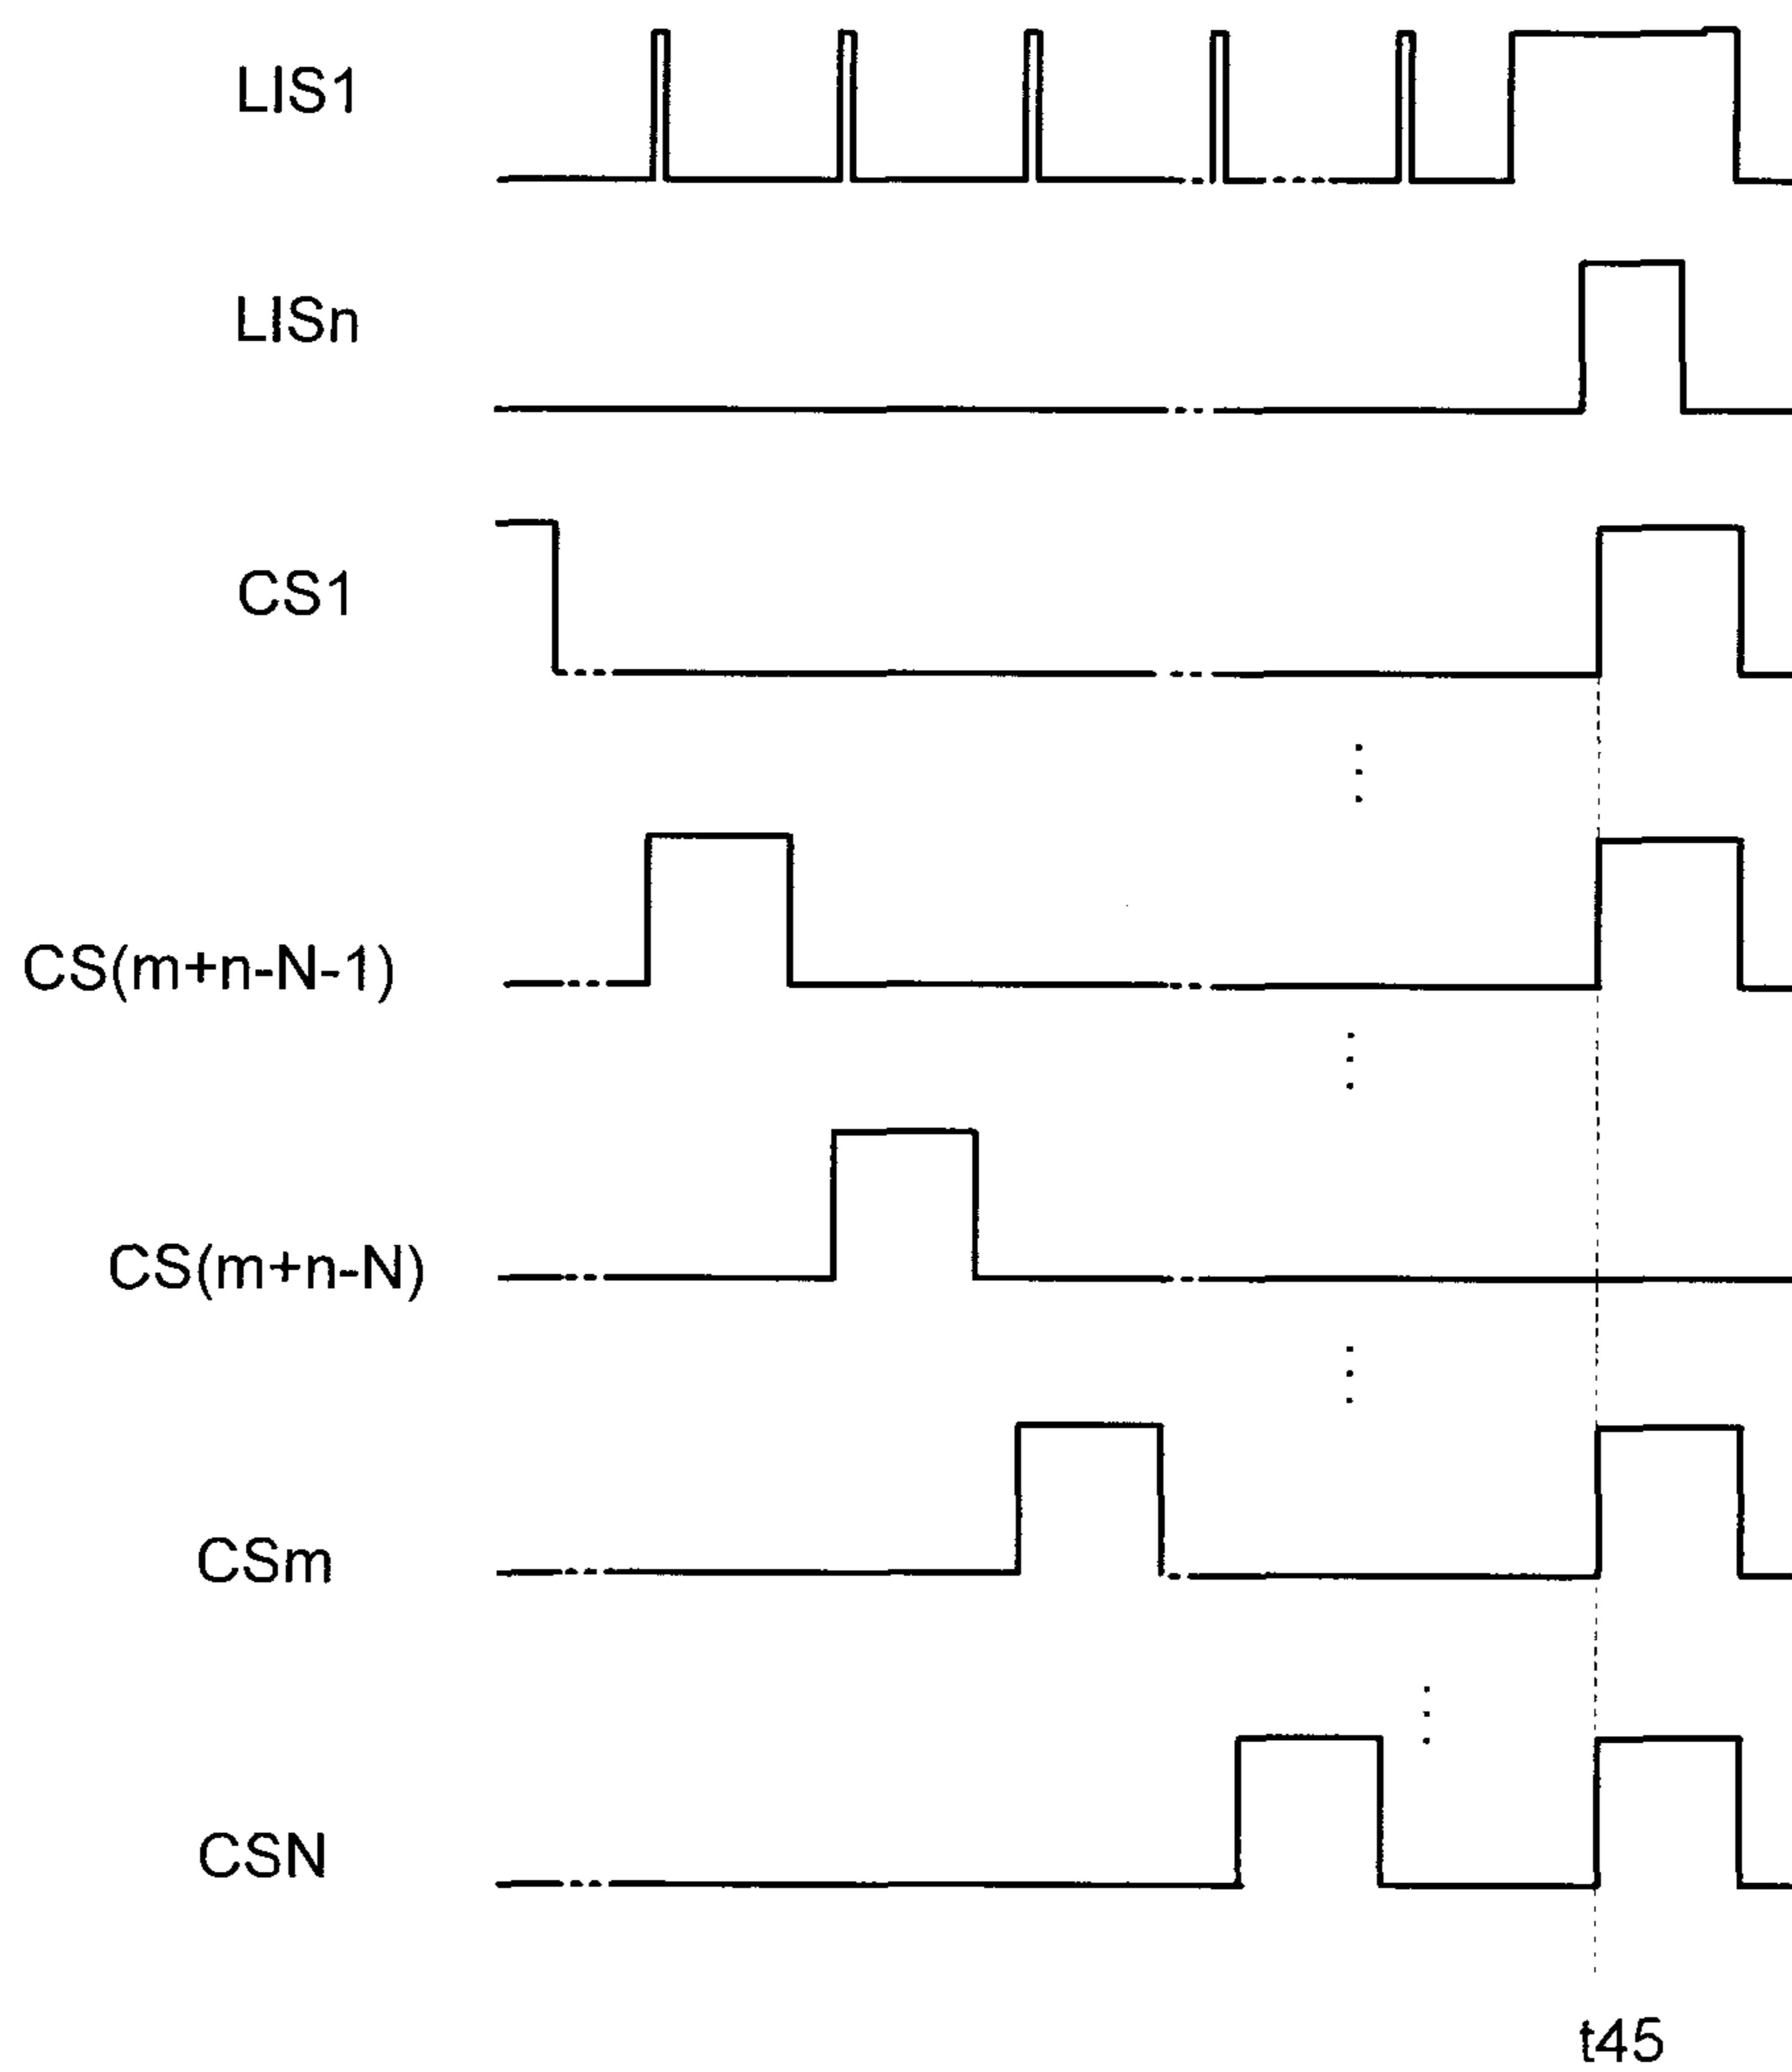 LIS1
LISn
CS1
CS(m+n-N-1)
CS(m+n-N)
CSm
CSN
t45